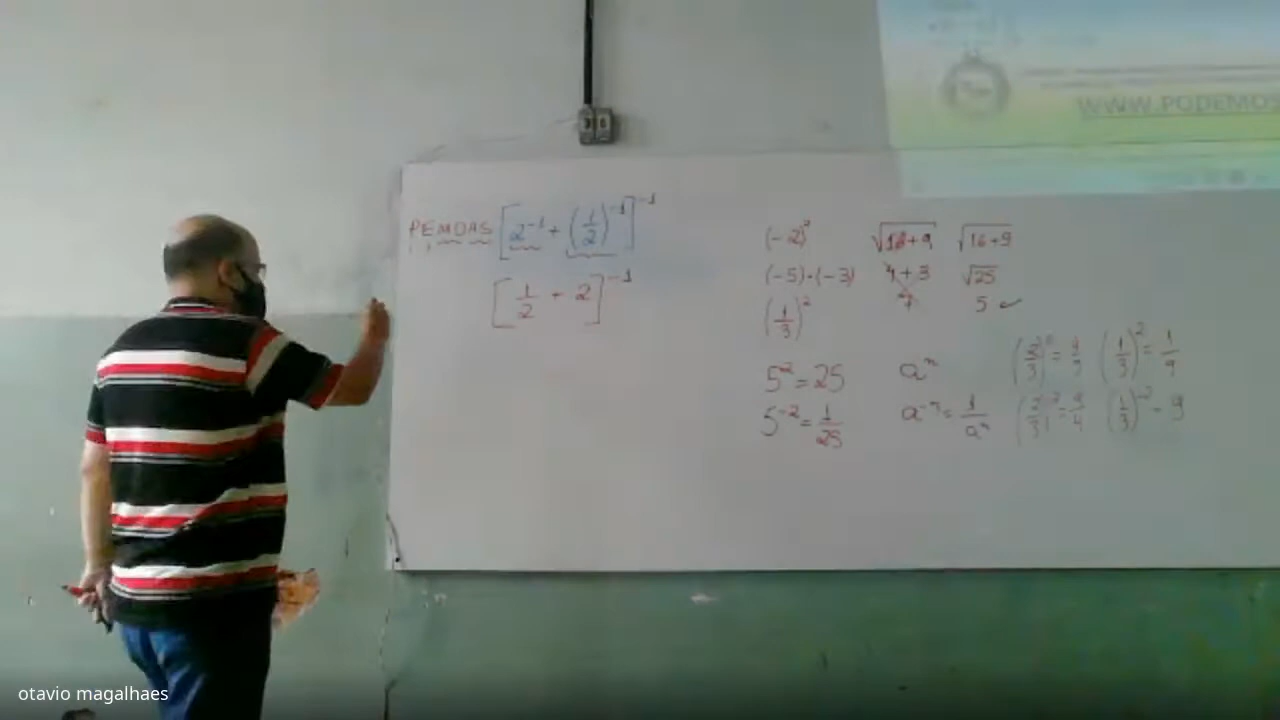 WWW.PODEMOS
PEMDAS [2⁻¹ + (1/2)⁻¹]⁻¹
[1/2 + 2]⁻¹
(-2)²
(-5)·(-3)
(1/3)²
5² = 25
5⁻² = 1/25
√16+9
4+3
7
√16+9
√25
5 ✓
aⁿ
a⁻ⁿ = 1/aⁿ
(1/3)² = 1/9
(1/3)⁻² = 9
otavio magalhaes